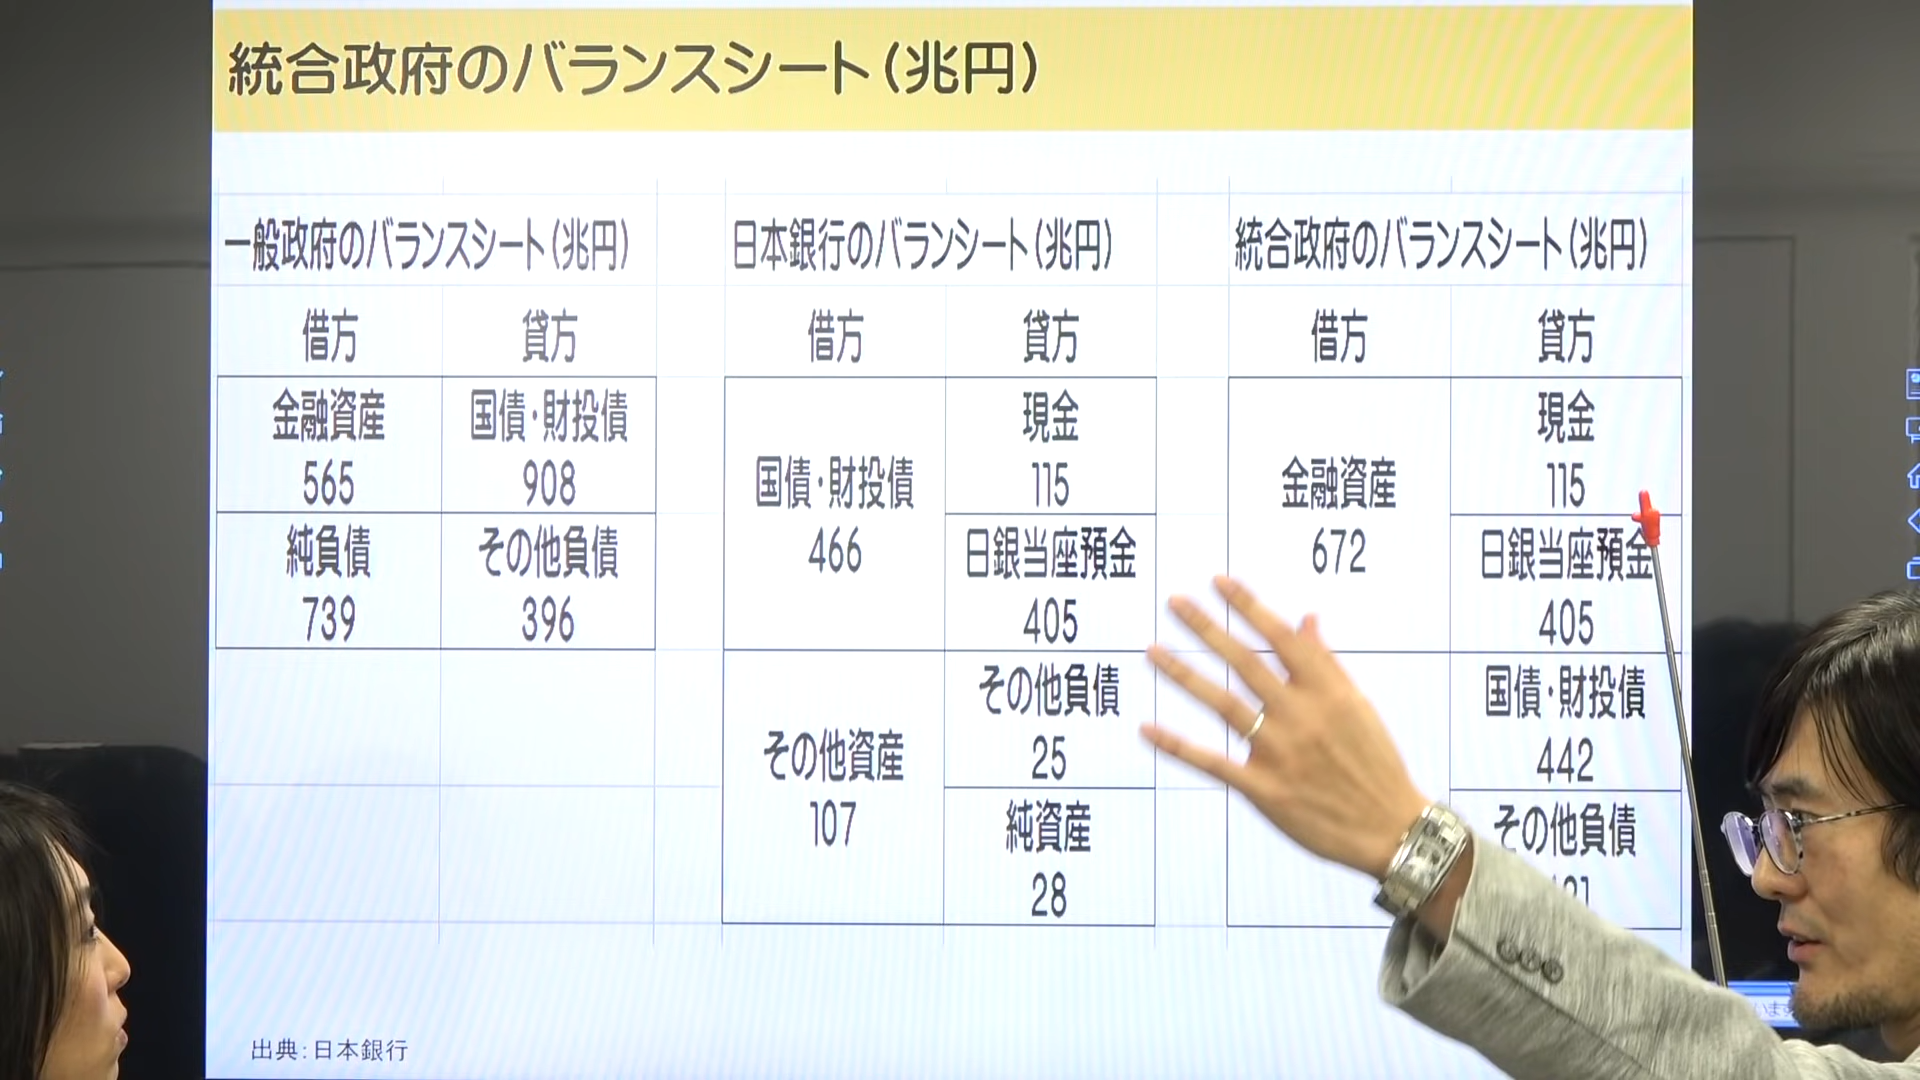 統合政府のバランスシート(兆円)
一般政府のバランスシート(兆円)
借方 貸方
金融資産 国債・財投債
565 908
純負債 その他負債
739 396
日本銀行のバランシート(兆円)
借方 貸方
国債・財投債
466
現金
115
日銀当座預金
405
その他資産
107
その他負債
25
純資産
28
統合政府のバランスシート(兆円)
借方 貸方
金融資産
672
現金
115
日銀当座預金
405
国債・財投債
442
その他負債
出典:日本銀行